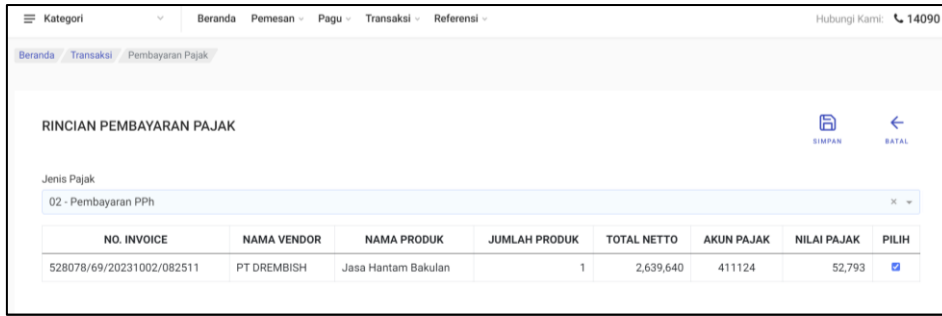 Kategori Beranda Pemesan Pagu Transaksi Referensi Hubungi Kami: 14090
Beranda Transaksi Pembayaran Pajak
RINCIAN PEMBAYARAN PAJAK
SIMPAN BATAL
Jenis Pajak
02 - Pembayaran PPh
NO. INVOICE NAMA VENDOR NAMA PRODUK JUMLAH PRODUK TOTAL NETTO AKUN PAJAK NILAI PAJAK PILIH
528078/69/20231002/082511 PT DREMBISH Jasa Hantam Bakulan 1 2,639,640 411124 52,793